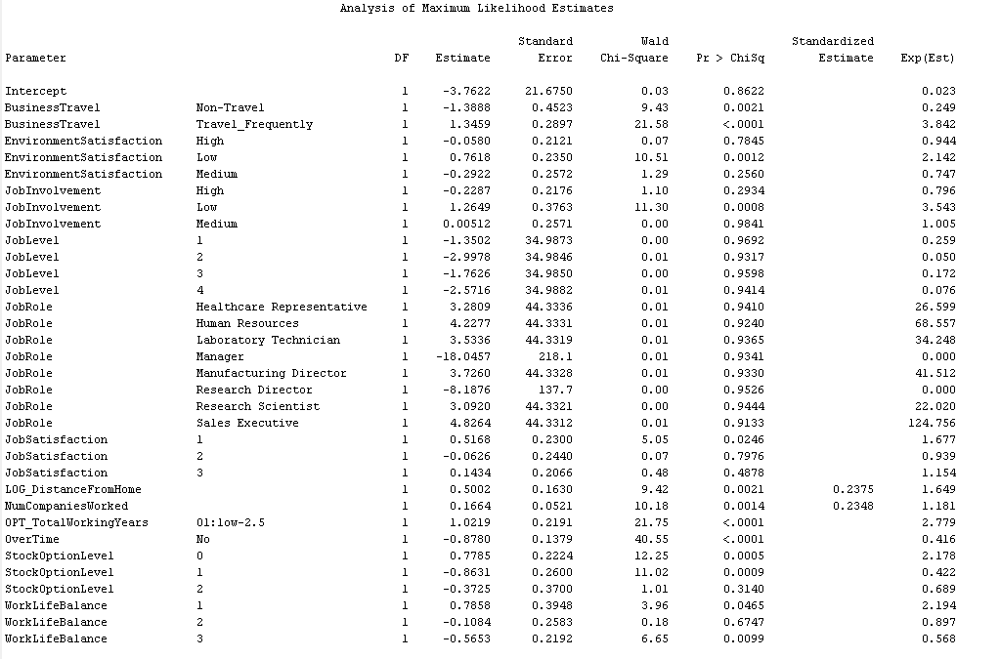 Analysis of Maximum Likelihood Estimates
Standard Wald Standardized
Parameter DF Estimate Error Chi-Square Pr > ChiSq Estimate Exp(Est)
Intercept 1 -3.7622 21.6750 0.03 0.8622 0.023
BusinessTravel Non-Travel 1 -1.3888 0.4523 9.43 0.0021 0.249
BusinessTravel Travel_Frequently 1 1.3459 0.2897 21.58 <.0001 3.842
EnvironmentSatisfaction High 1 -0.0580 0.2121 0.07 0.7845 0.944
EnvironmentSatisfaction Low 1 0.7618 0.2350 10.51 0.0012 2.142
EnvironmentSatisfaction Medium 1 -0.2922 0.2572 1.29 0.2560 0.747
JobInvolvement High 1 -0.2287 0.2176 1.10 0.2934 0.796
JobInvolvement Low 1 1.2649 0.3763 11.30 0.0008 3.543
JobInvolvement Medium 1 0.00512 0.2571 0.00 0.9841 1.005
JobLevel 1 1 -1.3502 34.9873 0.00 0.9692 0.259
JobLevel 2 1 -2.9978 34.9846 0.01 0.9317 0.050
JobLevel 3 1 -1.7626 34.9850 0.00 0.9598 0.172
JobLevel 4 1 -2.5716 34.9882 0.01 0.9414 0.076
JobRole Healthcare Representative 1 3.2809 44.3336 0.01 0.9410 26.599
JobRole Human Resources 1 4.2277 44.3331 0.01 0.9240 68.557
JobRole Laboratory Technician 1 3.5336 44.3319 0.01 0.9365 34.248
JobRole Manager 1 -18.0457 218.1 0.01 0.9341 0.000
JobRole Manufacturing Director 1 3.7260 44.3328 0.01 0.9330 41.512
JobRole Research Director 1 -8.1876 137.7 0.00 0.9526 0.000
JobRole Research Scientist 1 3.0920 44.3321 0.00 0.9444 22.020
JobRole Sales Executive 1 4.8264 44.3312 0.01 0.9133 124.756
JobSatisfaction 1 1 0.5168 0.2300 5.05 0.0246 1.677
JobSatisfaction 2 1 -0.0626 0.2440 0.07 0.7976 0.939
JobSatisfaction 3 1 0.1434 0.2066 0.48 0.4878 1.154
LOG_DistanceFromHome 1 0.5002 0.1630 9.42 0.0021 0.2375 1.649
NumCompaniesWorked 1 0.1664 0.0521 10.18 0.0014 0.2348 1.181
OPT_TotalWorkingYears 01:low-2.5 1 1.0219 0.2191 21.75 <.0001 2.779
OverTime No 1 -0.8780 0.1379 40.55 <.0001 0.416
StockOptionLevel 0 1 0.7785 0.2224 12.25 0.0005 2.178
StockOptionLevel 1 1 -0.8631 0.2600 11.02 0.0009 0.422
StockOptionLevel 2 1 -0.3725 0.3700 1.01 0.3140 0.689
WorkLifeBalance 1 1 0.7858 0.3948 3.96 0.0465 2.194
WorkLifeBalance 2 1 -0.1084 0.2583 0.18 0.6747 0.897
WorkLifeBalance 3 1 -0.5653 0.2192 6.65 0.0099 0.568